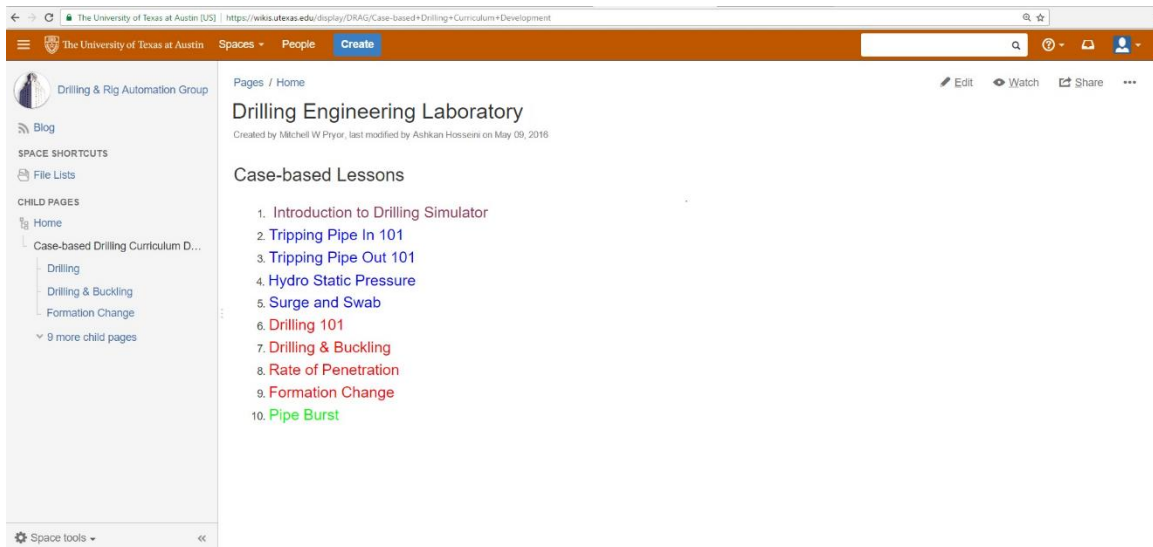 The University of Texas at Austin [US] | https://wikis.utexas.edu/display/DRAG/Case-based+Drilling+Curriculum+Development
The University of Texas at Austin Spaces People Create
Drilling & Rig Automation Group
Blog
SPACE SHORTCUTS
File Lists
CHILD PAGES
Home
Case-based Drilling Curriculum D...
Drilling
Drilling & Buckling
Formation Change
9 more child pages
Space tools
Pages / Home
Edit Watch Share
Drilling Engineering Laboratory
Created by Mitchell W Pryor, last modified by Ashkan Hosseini on May 09, 2016
Case-based Lessons
1. Introduction to Drilling Simulator
2. Tripping Pipe In 101
3. Tripping Pipe Out 101
4. Hydro Static Pressure
5. Surge and Swab
6. Drilling 101
7. Drilling & Buckling
8. Rate of Penetration
9. Formation Change
10. Pipe Burst